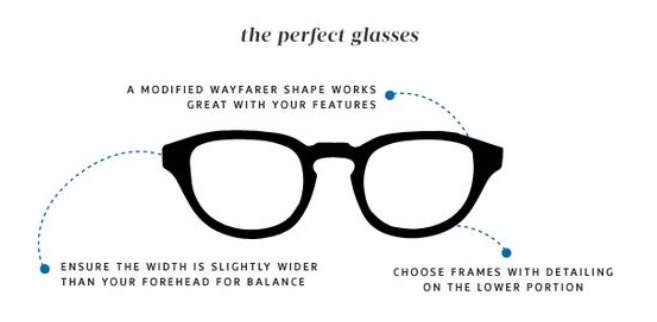 the perfect glasses
A MODIFIED WAYFARER SHAPE WORKS
GREAT WITH YOUR FEATURES
ENSURE THE WIDTH IS SLIGHTLY WIDER
THAN YOUR FOREHEAD FOR BALANCE
CHOOSE FRAMES WITH DETAILING
ON THE LOWER PORTION